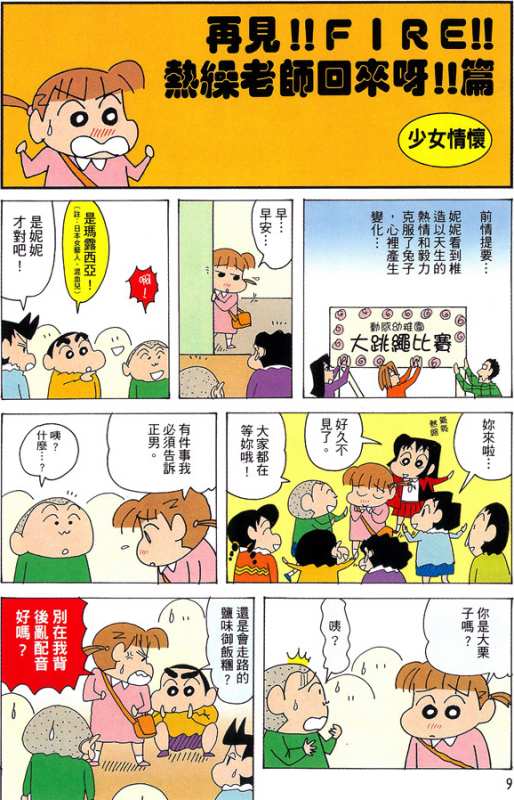 再見!!FIRE!!
熱線老師回來呀!!篇
少女情懷
前情提要…
妮妮看到椎
造以天生的
熱情和毅力
克服了兔子
，心裡產生
變化…
動感幼稚園
大跳繩比賽
早…
早安…
啊！
是瑪露西亞！
（註：日本女藝人，混血兒）
是妮妮
才對吧！
妳來啦…
好久不
見了。
大家都在
等妳哦！
有件事我
必須告訴
正男。
咦？
什麼…？
你是大栗
子嗎？
咦？
還是會走路的
鹽味御飯糰？
別在我背
後亂配音
好嗎？
9